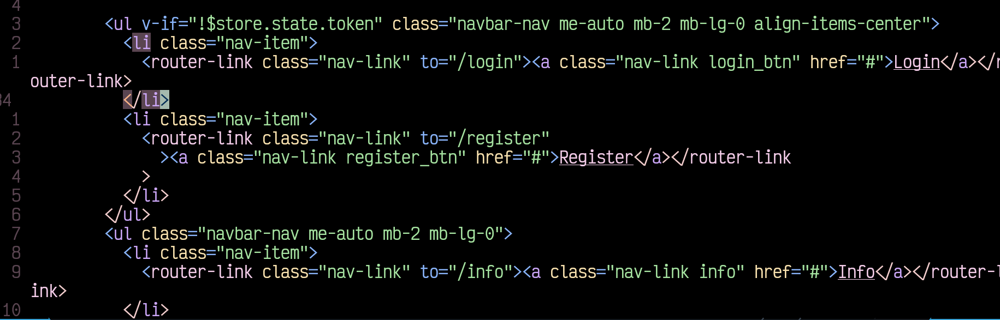 4
3 <ul v-if="!$store.state.token" class="navbar-nav me-auto mb-2 mb-lg-0 align-items-center">
2 <li class="nav-item">
1 <router-link class="nav-link" to="/login"><a class="nav-link login_btn" href="#">Login</a></r
outer-link>
34 </li>
1 <li class="nav-item">
2 <router-link class="nav-link" to="/register"
3 ><a class="nav-link register_btn" href="#">Register</a></router-link
4 >
5 </li>
6 </ul>
7 <ul class="navbar-nav me-auto mb-2 mb-lg-0">
8 <li class="nav-item">
9 <router-link class="nav-link" to="/info"><a class="nav-link info" href="#">Info</a></router-l
ink>
10 </li>